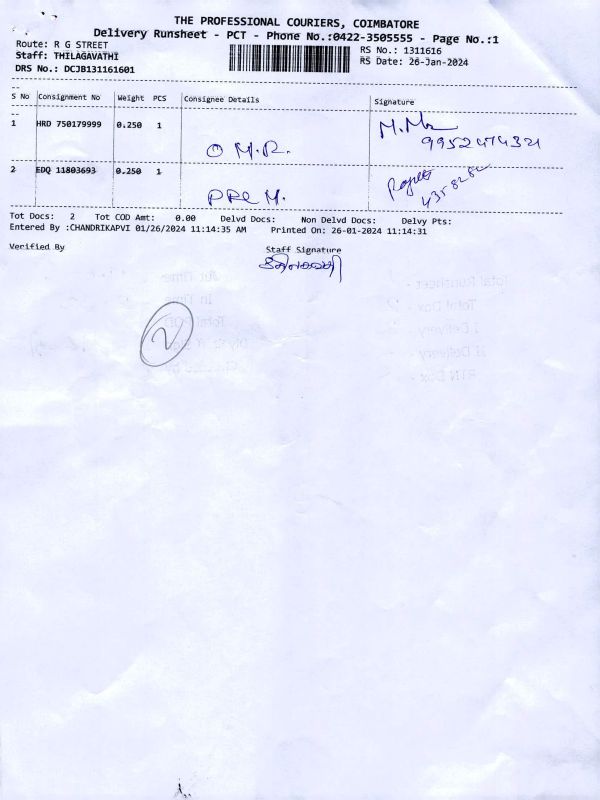 THE PROFESSIONAL COURIERS, COIMBATORE
Delivery Runsheet - PCT - Phone No.:0422-3505555 - Page No.:1
Route: R G STREET
Staff: THILAGAVATHI
DRS No.: DCJB131161601
RS No.: 1311616
RS Date: 26-Jan-2024
S No Consignment No Weight PCS Consignee Details Signature
1 HRD 750179999 0.250 1 O M.R. M.M 9952474321
2 EDQ 11803693 0.250 1 PRC M.
Tot Docs: 2 Tot COD Amt: 0.00 Delvd Docs: Non Delvd Docs: Delvy Pts:
Entered By :CHANDRIKAPVI 01/26/2024 11:14:35 AM Printed On: 26-01-2024 11:14:31
Verified By Staff Signature
2